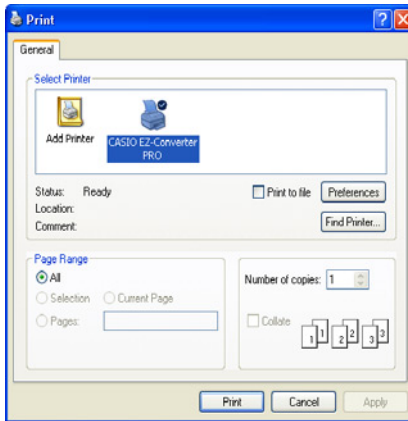 Print
General
Select Printer
Add Printer
CASIO EZ-Converter
PRO
Status: Ready
Location:
Comment:
Print to file
Preferences
Find Printer...
Page Range
All
Selection
Current Page
Pages:
Number of copies: 1
Collate
1 1 2 2 3 3
Print
Cancel
Apply